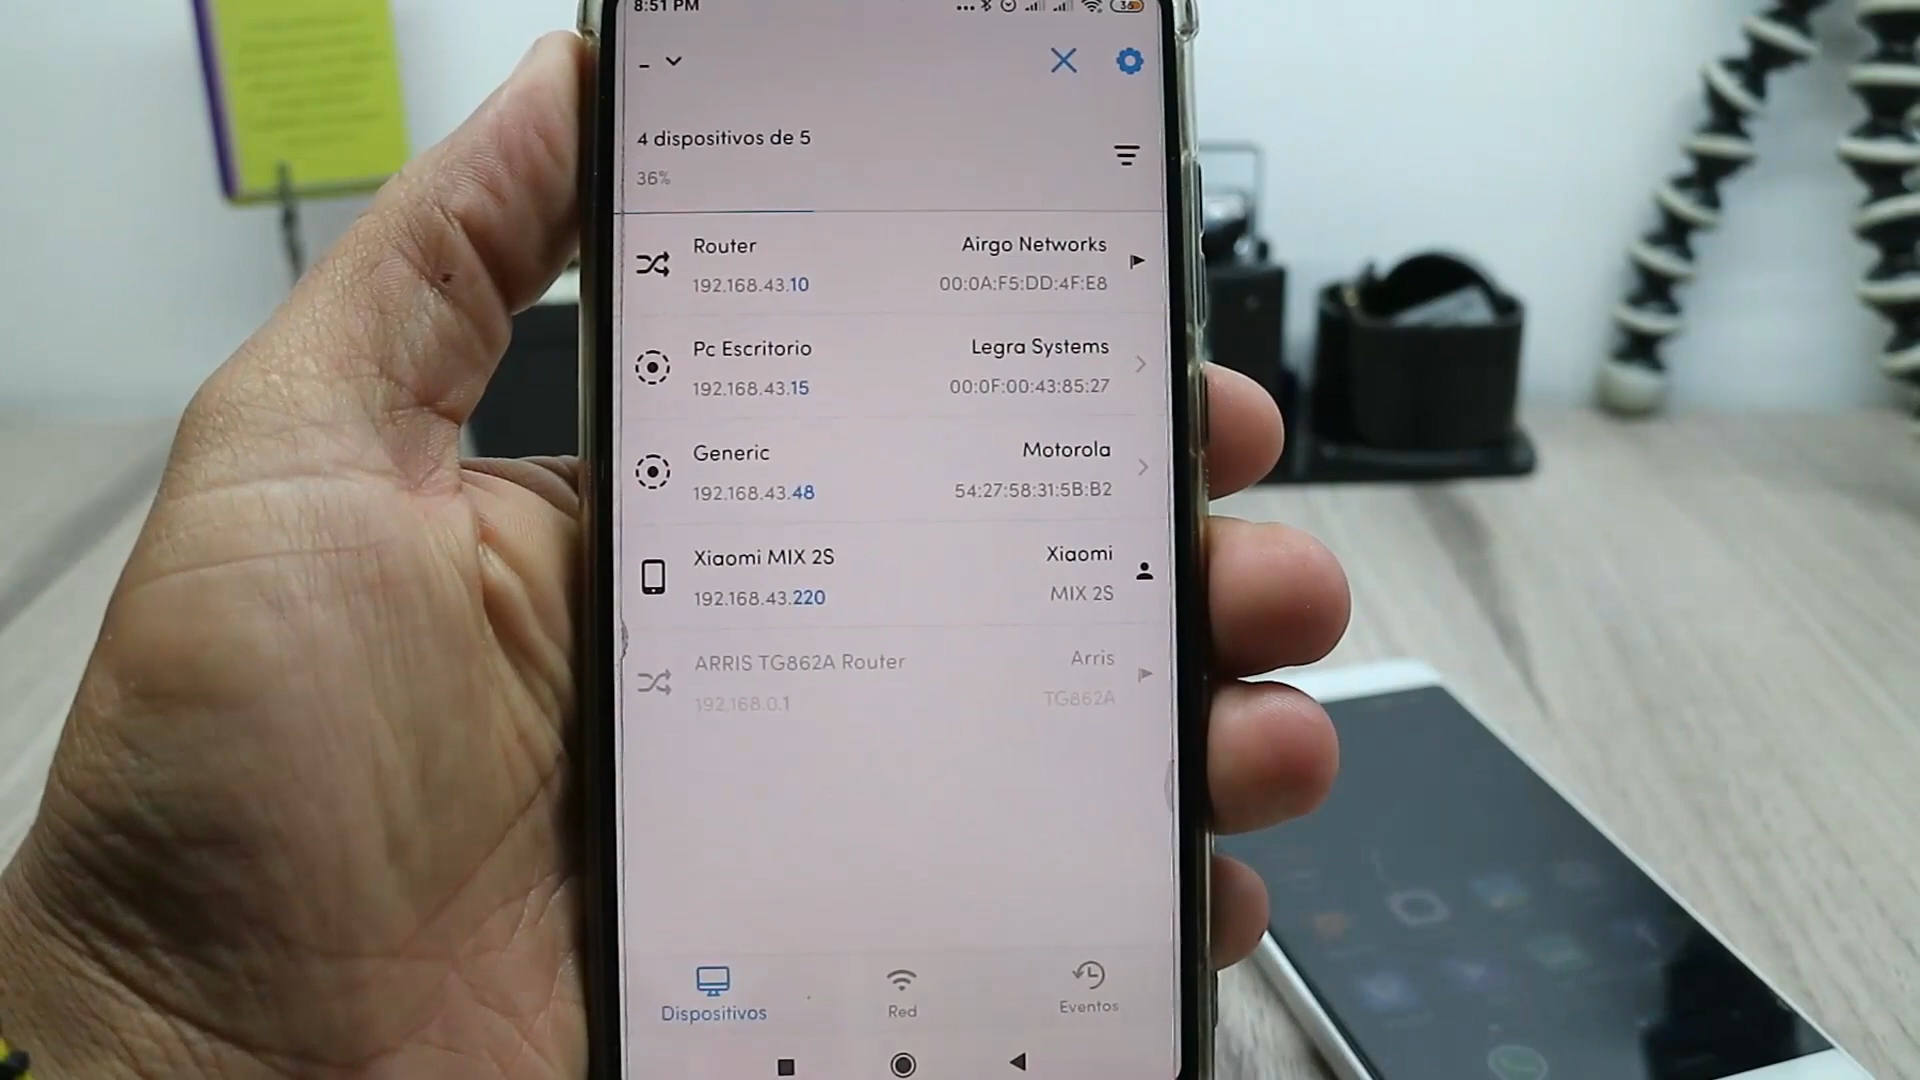 8:51 PM
36
-
4 dispositivos de 5
36%
Router Airgo Networks
192.168.43.10 00:0A:F5:DD:4F:E8
Pc Escritorio Legra Systems
192.168.43.15 00:0F:00:43:85:27
Generic Motorola
192.168.43.48 54:27:58:31:5B:B2
Xiaomi MIX 2S Xiaomi
192.168.43.220 MIX 2S
ARRIS TG862A Router Arris
192.168.0.1 TG862A
Dispositivos Red Eventos